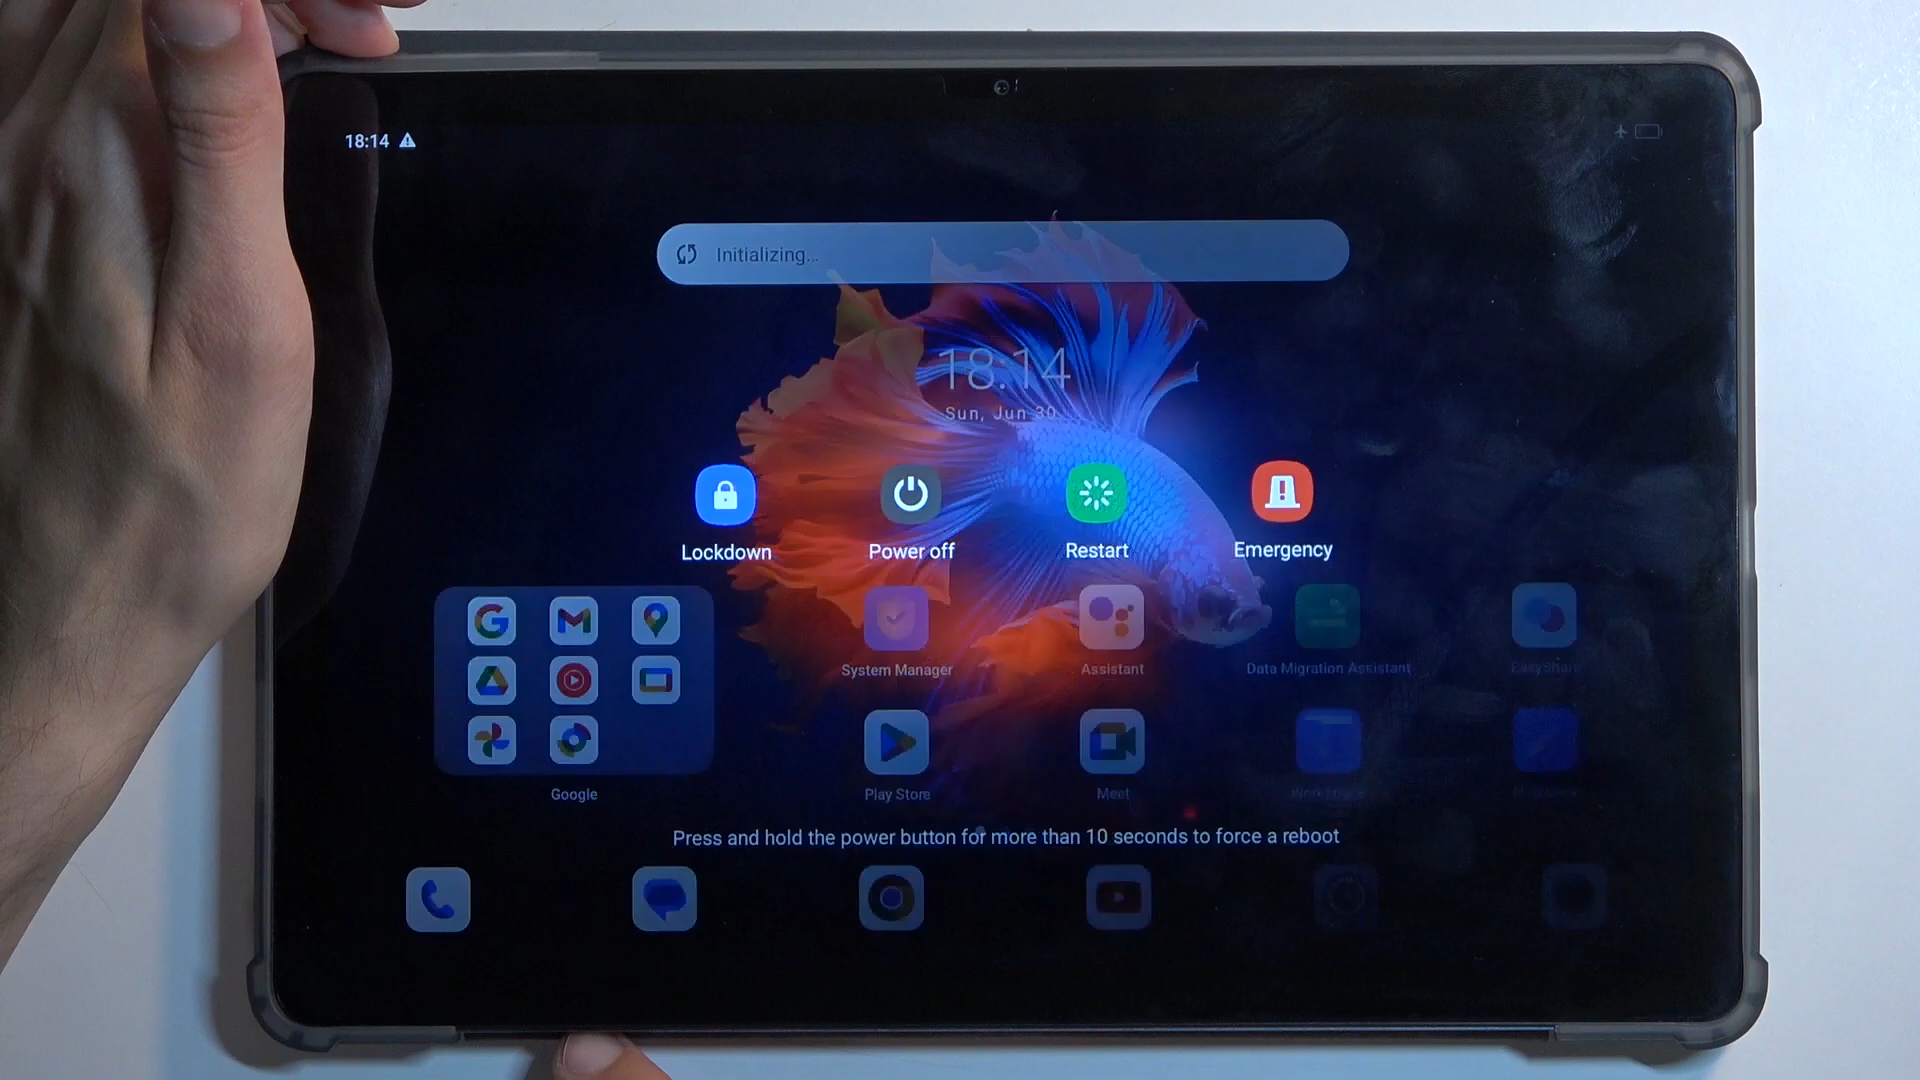 18:14
Initializing...
18:14
Sun, Jun 30
Lockdown
Power off
Restart
Emergency
System Manager
Assistant
Data Migration Assistant
EasyShare
Google
Play Store
Meet
Press and hold the power button for more than 10 seconds to force a reboot